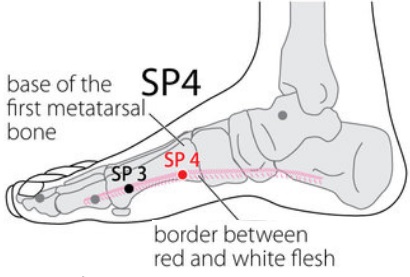 SP4
base of the
first metatarsal
bone
SP 4
SP 3
border between
red and white flesh